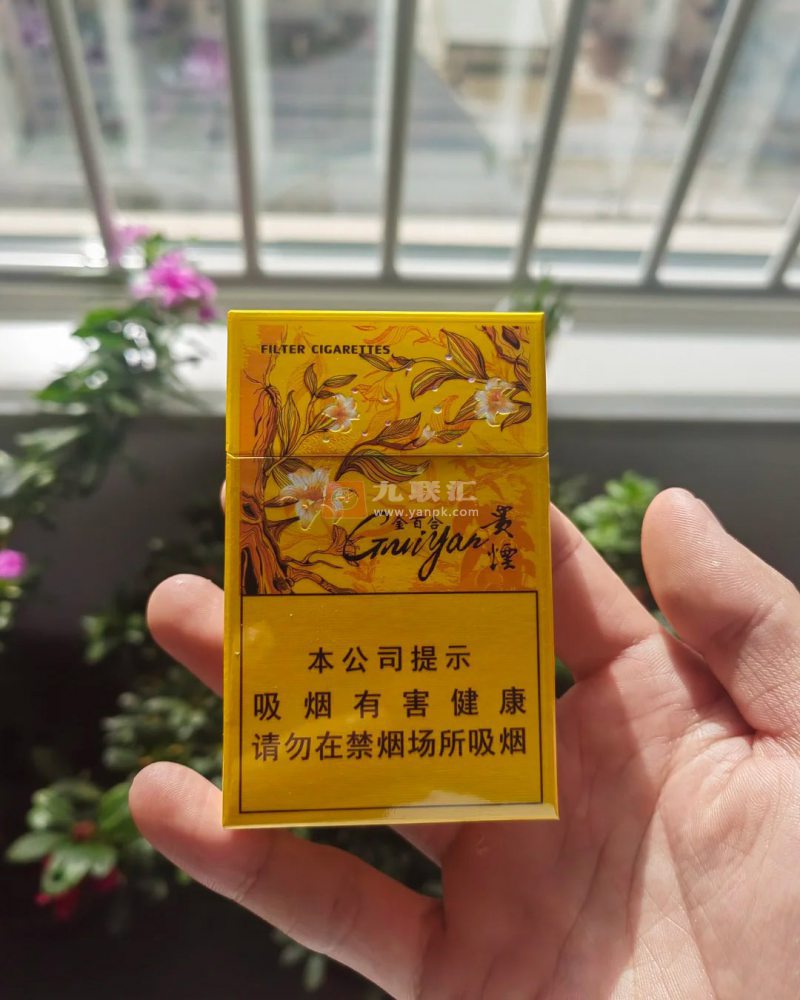 FILTER CIGARETTES
九联汇
www.yanpk.com
金百合
GuiYan
贵烟
本公司提示
吸烟有害健康
请勿在禁烟场所吸烟